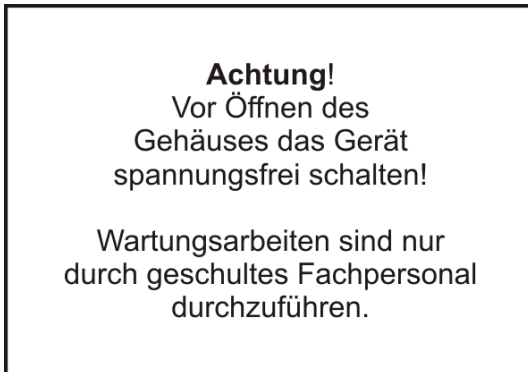 Achtung!
Vor Öffnen des
Gehäuses das Gerät
spannungsfrei schalten!
Wartungsarbeiten sind nur
durch geschultes Fachpersonal
durchzuführen.